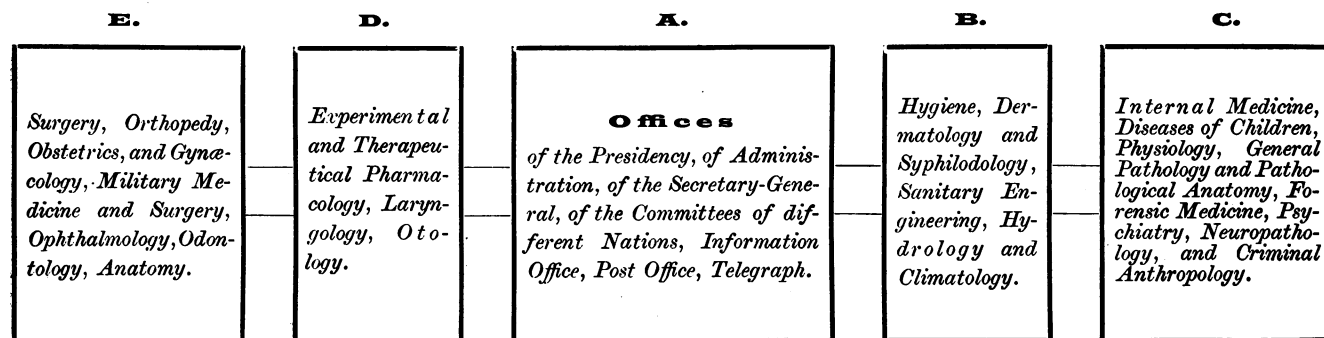 E.
Surgery, Orthopedy,
Obstetrics, and Gynæ-
cology, Military Me-
dicine and Surgery,
Ophthalmology, Odon-
tology, Anatomy.
D.
Experimental
and Therapeu-
tical Pharma-
cology, Laryn-
gology, Oto-
logy.
A.
Offices
of the Presidency, of Adminis-
tration, of the Secretary-Gene-
ral, of the Committees of dif-
ferent Nations, Information
Office, Post Office, Telegraph.
B.
Hygiene, Der-
matology and
Syphilodology,
Sanitary En-
gineering, Hy-
drology and
Climatology.
C.
Internal Medicine,
Diseases of Children,
Physiology, General
Pathology and Patho-
logical Anatomy, Fo-
rensic Medicine, Psy-
chiatry, Neuropatho-
logy, and Criminal
Anthropology.